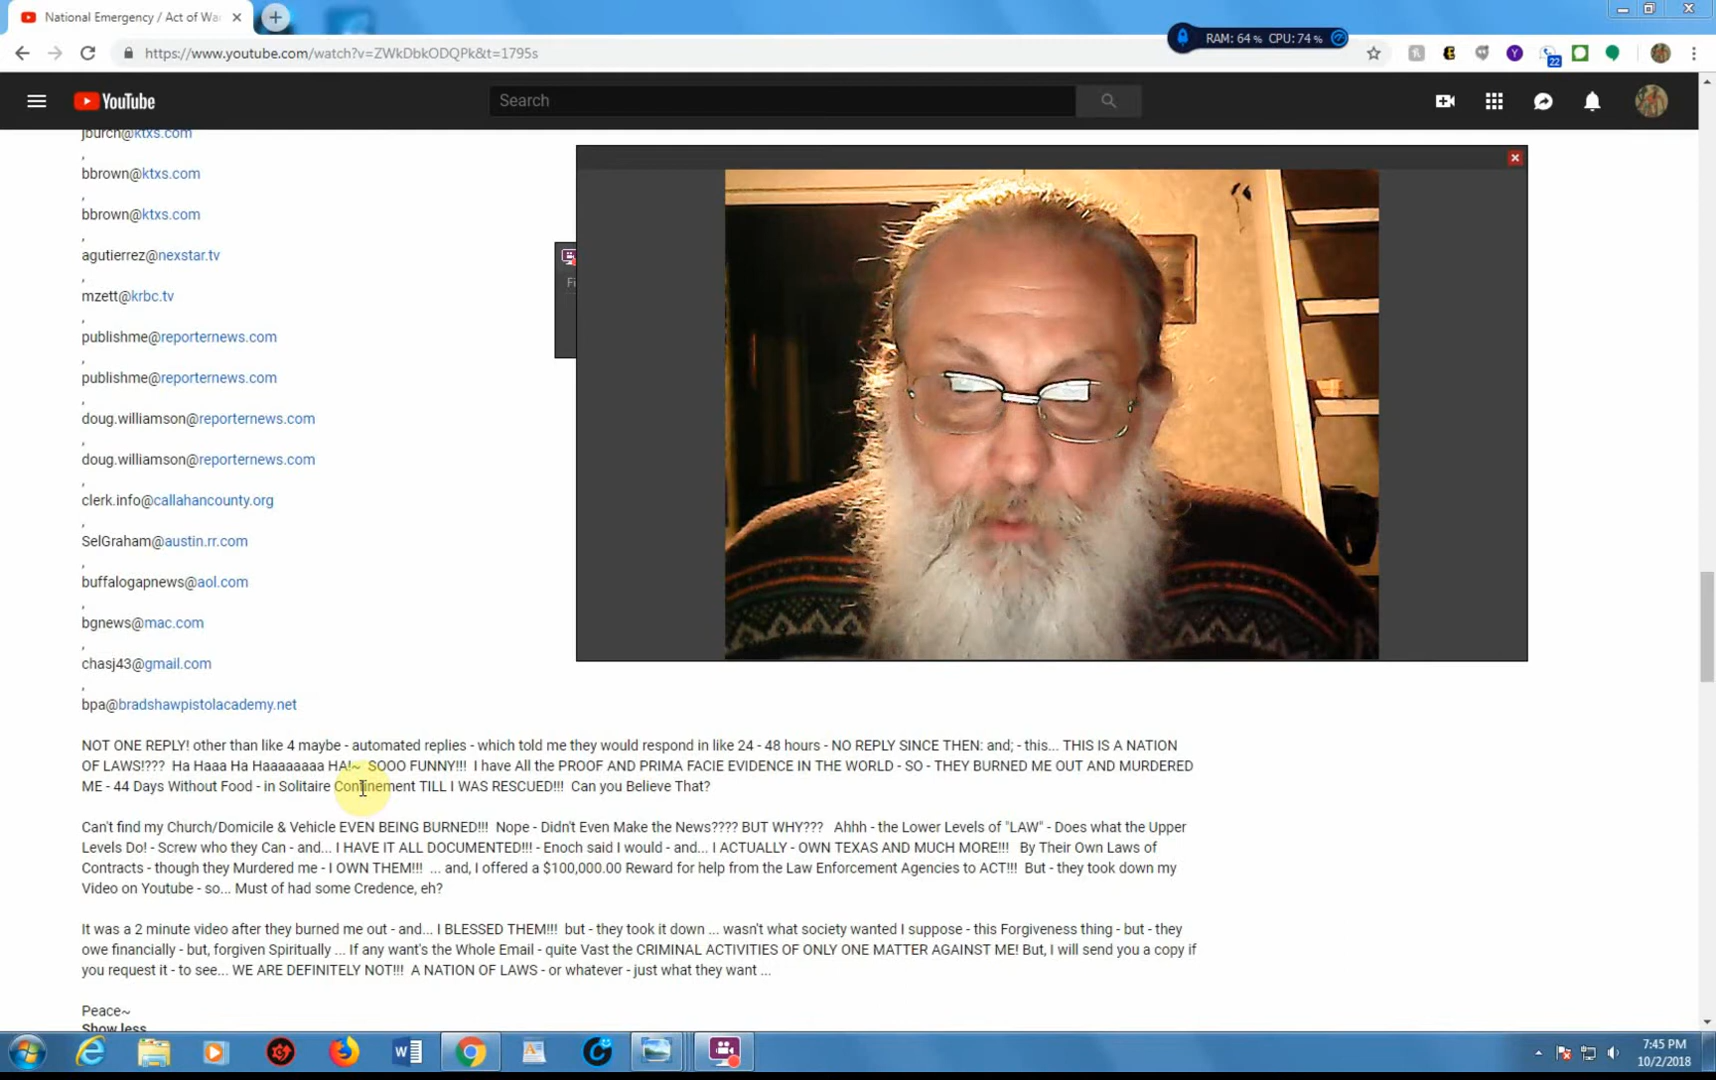 National Emergency / Act of Wa
https://www.youtube.com/watch?v=ZWkDbkODQPk&t=1795s
RAM: 64 % CPU: 74 %
22
YouTube
Search
jburch@ktxs.com
,
bbrown@ktxs.com
,
bbrown@ktxs.com
,
agutierrez@nexstar.tv
,
mzett@krbc.tv
,
publishme@reporternews.com
,
publishme@reporternews.com
,
doug.williamson@reporternews.com
,
doug.williamson@reporternews.com
,
clerk.info@callahancounty.org
,
SelGraham@austin.rr.com
,
buffalogapnews@aol.com
,
bgnews@mac.com
,
chasj43@gmail.com
,
bpa@bradshawpistolacademy.net
NOT ONE REPLY! other than like 4 maybe - automated replies - which told me they would respond in like 24 - 48 hours - NO REPLY SINCE THEN: and; - this... THIS IS A NATION
OF LAWS!???  Ha Haaa Ha Haaaaaaaa HA!~  SOOO FUNNY!!!  I have All the PROOF AND PRIMA FACIE EVIDENCE IN THE WORLD - SO - THEY BURNED ME OUT AND MURDERED
ME - 44 Days Without Food - in Solitaire Confinement TILL I WAS RESCUED!!!  Can you Believe That?
Can't find my Church/Domicile & Vehicle EVEN BEING BURNED!!!  Nope - Didn't Even Make the News???? BUT WHY???   Ahhh - the Lower Levels of "LAW" - Does what the Upper
Levels Do! - Screw who they Can - and... I HAVE IT ALL DOCUMENTED!!! - Enoch said I would - and... I ACTUALLY - OWN TEXAS AND MUCH MORE!!!  By Their Own Laws of
Contracts - though they Murdered me - I OWN THEM!!!  ... and, I offered a $100,000.00 Reward for help from the Law Enforcement Agencies to ACT!!!  But - they took down my
Video on Youtube - so... Must of had some Credence, eh?
It was a 2 minute video after they burned me out - and... I BLESSED THEM!!! but - they took it down ... wasn't what society wanted I suppose - this Forgiveness thing - but - they
owe financially - but, forgiven Spiritually ... If any want's the Whole Email - quite Vast the CRIMINAL ACTIVITIES OF ONLY ONE MATTER AGAINST ME! But, I will send you a copy if
you request it - to see... WE ARE DEFINITELY NOT!!!  A NATION OF LAWS - or whatever - just what they want ...
Peace~
Show less
7:45 PM
10/2/2018